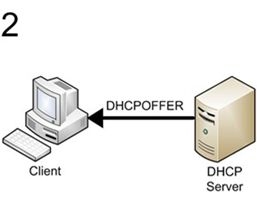 2
DHCPOFFER
Client
DHCP
Server